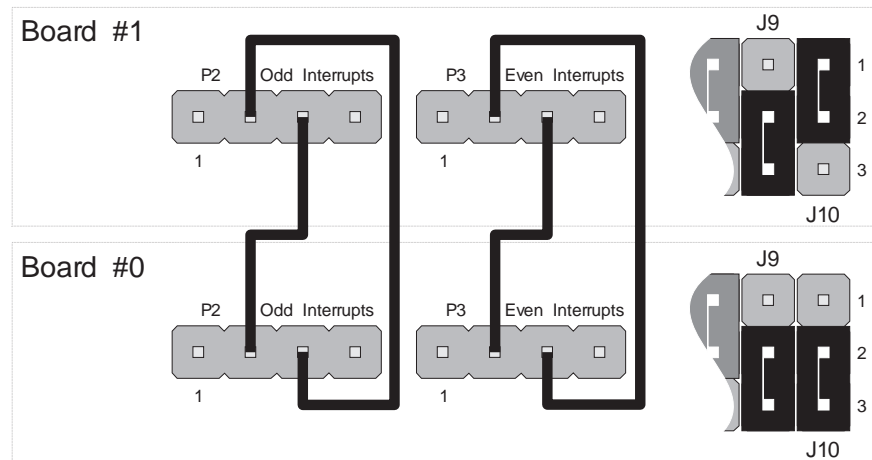 Board #1
J9
P2 Odd Interrupts
P3 Even Interrupts
1
2
1
1
3
J10
Board #0
J9
P2 Odd Interrupts
P3 Even Interrupts
1
2
1
1
3
J10